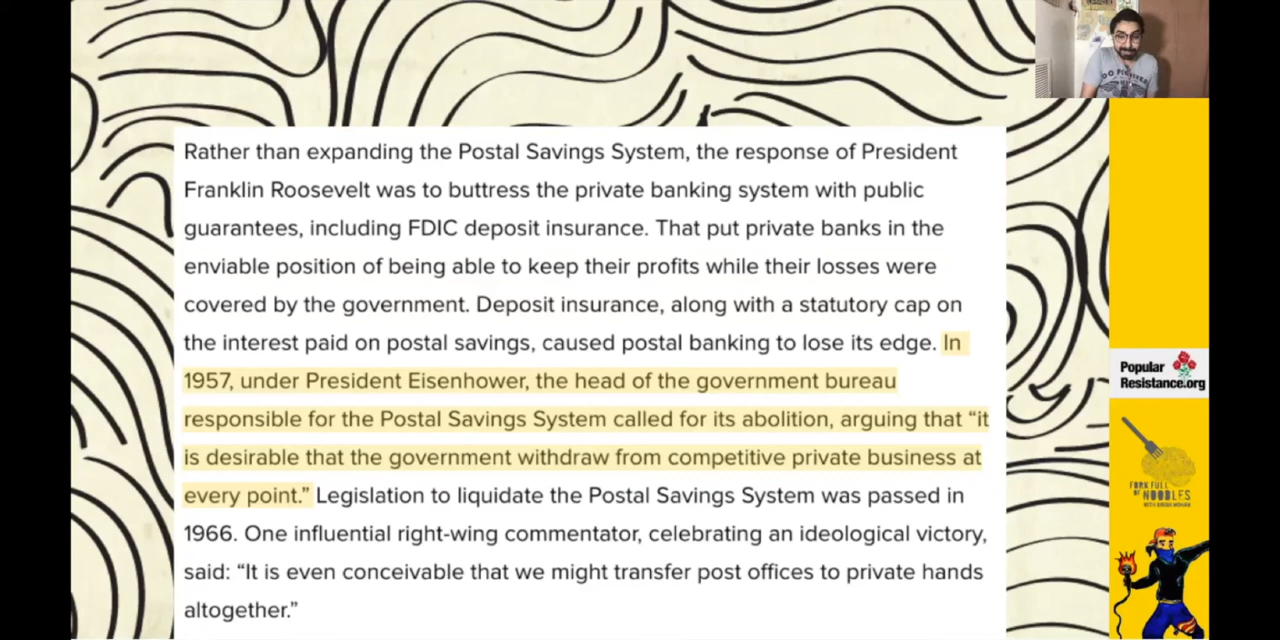 Rather than expanding the Postal Savings System, the response of President
Franklin Roosevelt was to buttress the private banking system with public
guarantees, including FDIC deposit insurance. That put private banks in the
enviable position of being able to keep their profits while their losses were
covered by the government. Deposit insurance, along with a statutory cap on
the interest paid on postal savings, caused postal banking to lose its edge. In
1957, under President Eisenhower, the head of the government bureau
responsible for the Postal Savings System called for its abolition, arguing that “it
is desirable that the government withdraw from competitive private business at
every point.” Legislation to liquidate the Postal Savings System was passed in
1966. One influential right-wing commentator, celebrating an ideological victory,
said: “It is even conceivable that we might transfer post offices to private hands
altogether.”
Popular
Resistance.org
FORK FULL
OF NOODLES